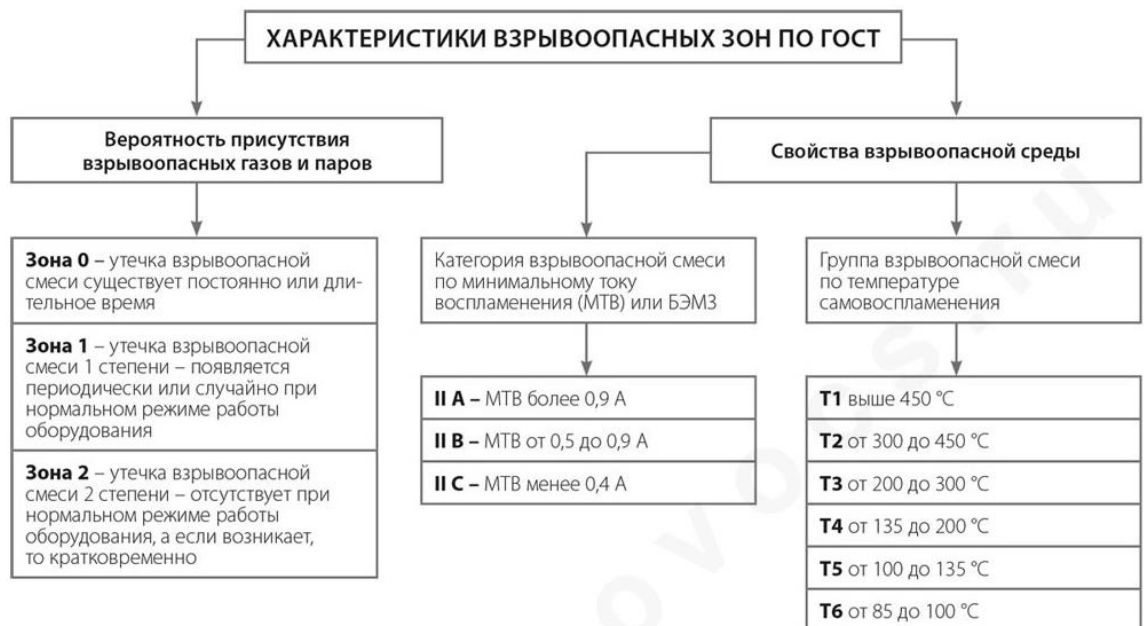 ХАРАКТЕРИСТИКИ ВЗРЫВООПАСНЫХ ЗОН ПО ГОСТ
Вероятность присутствия
взрывоопасных газов и паров
Зона 0 – утечка взрывоопасной
смеси существует постоянно или дли-
тельное время
Зона 1 – утечка взрывоопасной
смеси 1 степени – появляется
периодически или случайно при
нормальном режиме работы
оборудования
Зона 2 – утечка взрывоопасной
смеси 2 степени – отсутствует при
нормальном режиме работы
оборудования, а если возникает,
то кратковременно
Свойства взрывоопасной среды
Категория взрывоопасной смеси
по минимальному току
воспламенения (МТВ) или БЭМЗ
II A – МТВ более 0,9 А
II B – МТВ от 0,5 до 0,9 А
II C – МТВ менее 0,4 А
Группа взрывоопасной смеси
по температуре
самовоспламенения
T1 выше 450 °C
T2 от 300 до 450 °C
T3 от 200 до 300 °C
T4 от 135 до 200 °C
T5 от 100 до 135 °C
T6 от 85 до 100 °C
ovocs_ru